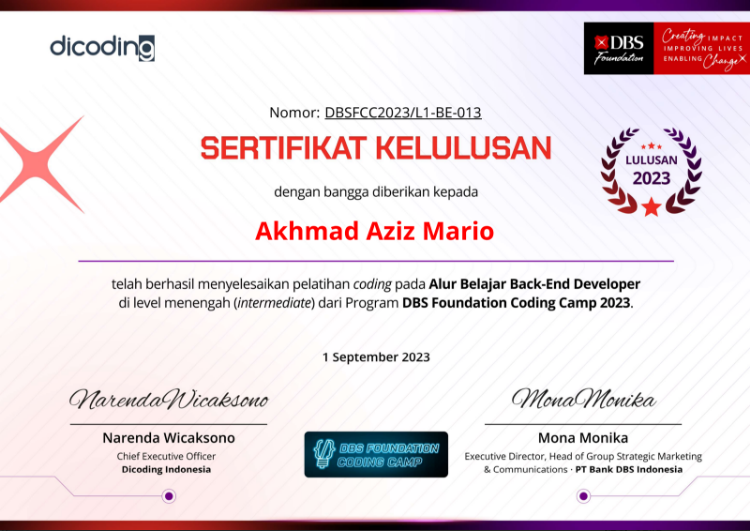 dicoding
DBS
Foundation
Creating IMPACT
IMPROVING LIVES
ENABLING Change
Nomor: DBSFCC2023/L1-BE-013
SERTIFIKAT KELULUSAN
LULUSAN
2023
dengan bangga diberikan kepada
Akhmad Aziz Mario
telah berhasil menyelesaikan pelatihan coding pada Alur Belajar Back-End Developer
di level menengah (intermediate) dari Program DBS Foundation Coding Camp 2023.
1 September 2023
NarendaWicaksono
MonaMonika
Narenda Wicaksono
Chief Executive Officer
Dicoding Indonesia
DBS FOUNDATION
CODING CAMP
Mona Monika
Executive Director, Head of Group Strategic Marketing
& Communications · PT Bank DBS Indonesia